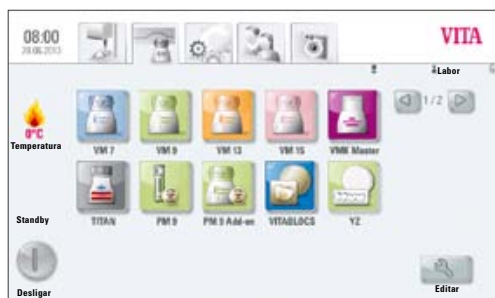 08:00
28.06.2013
VITA
Labor
0°C
Temperatura
1/2
VM 7
VM 9
VM 13
VM 15
VMK Master
Standby
TITAN
PM 9
PM 9 Add-on
VITABLOCS
YZ
Desligar
Editar